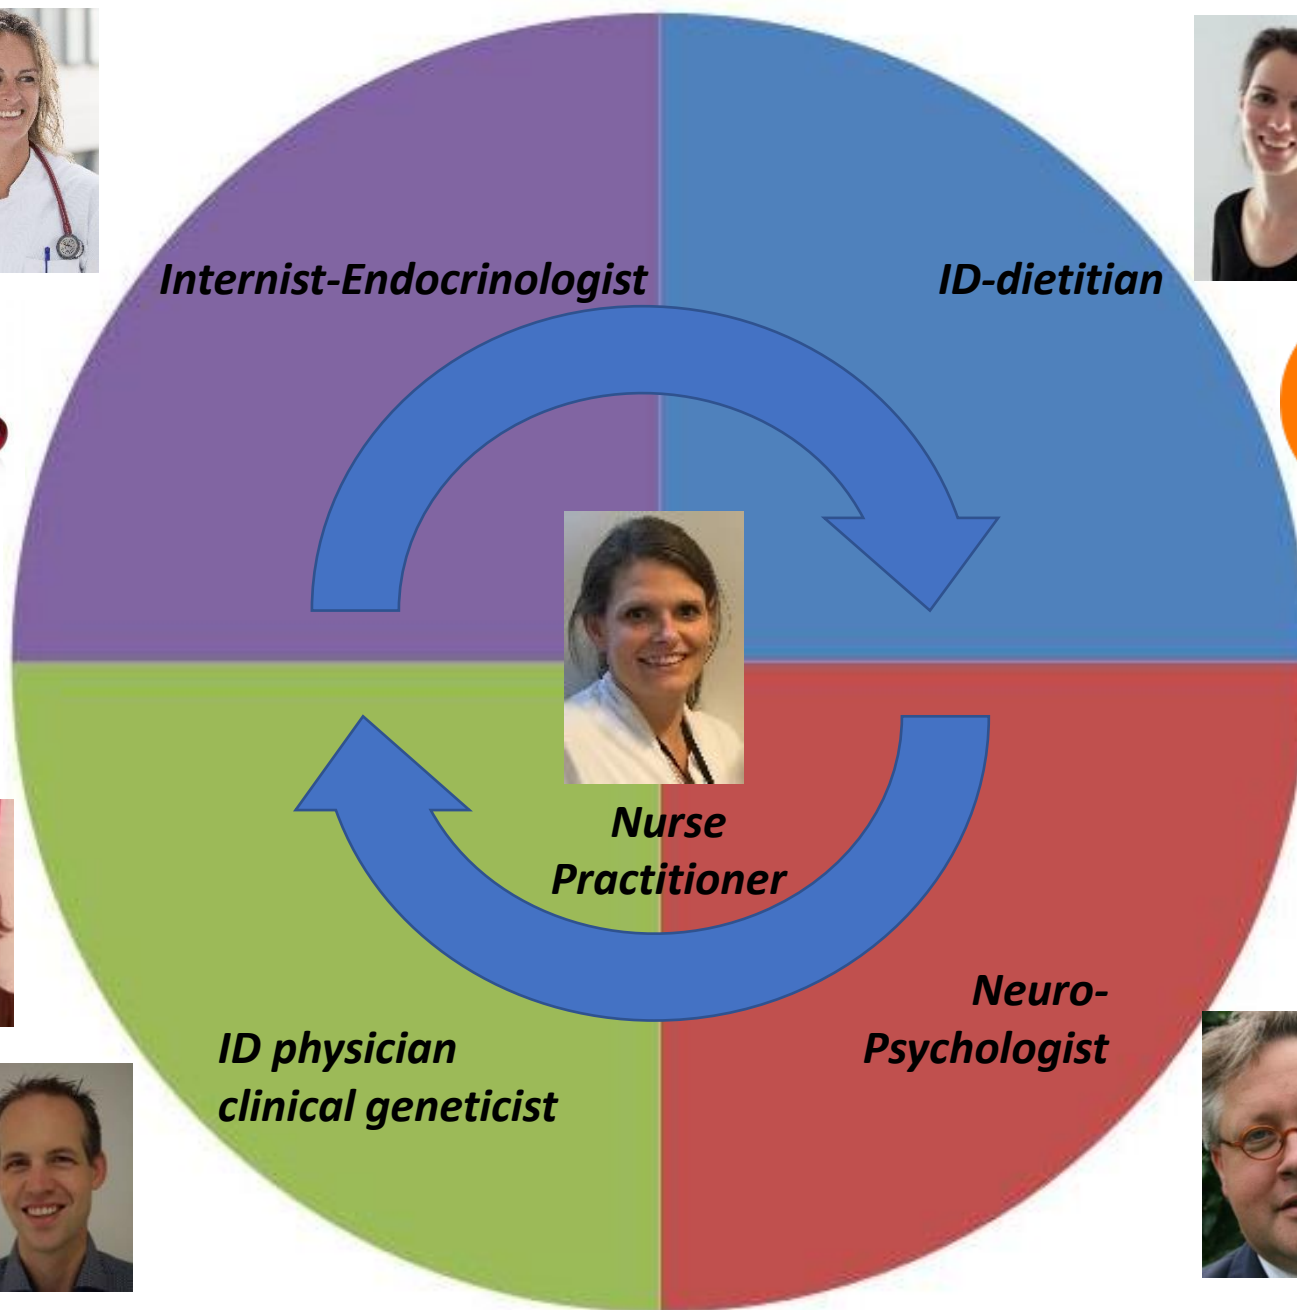 Internist-Endocrinologist
ID-dietitian
Nurse
Practitioner
Neuro-
Psychologist
ID physician
clinical geneticist